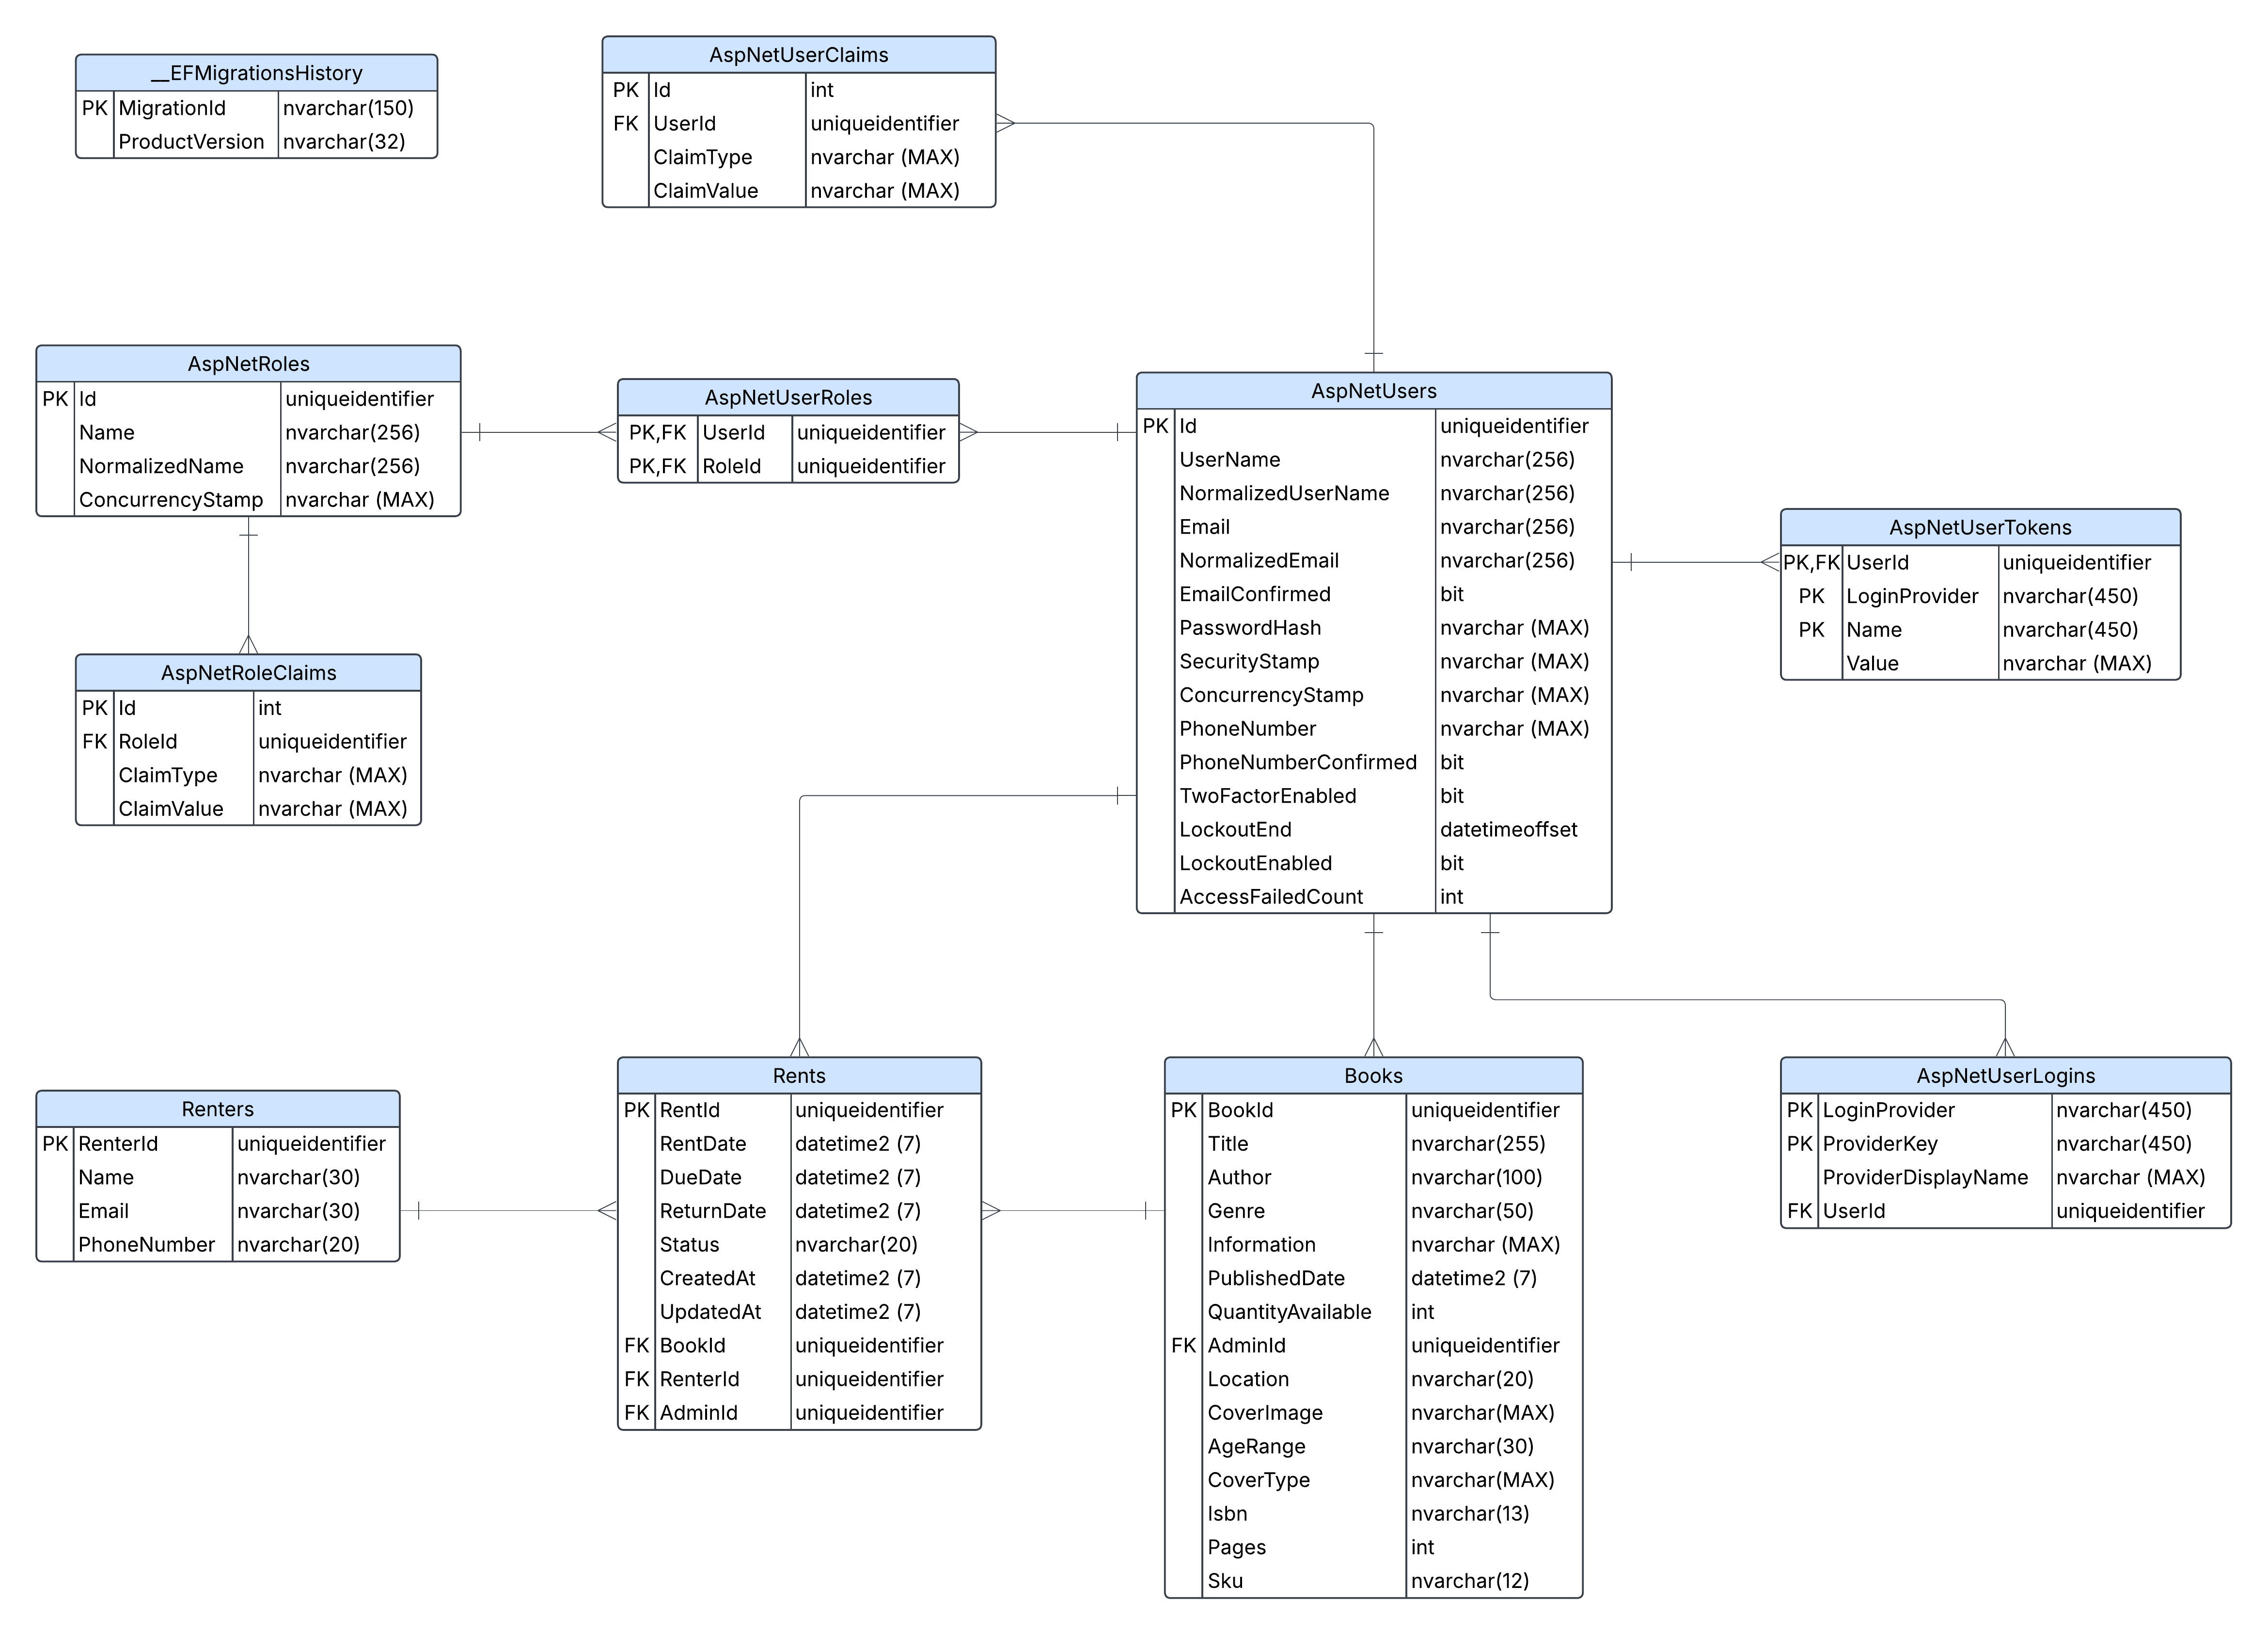 __EFMigrationsHistory
PK MigrationId nvarchar(150)
ProductVersion nvarchar(32)
AspNetUserClaims
PK Id int
FK UserId uniqueidentifier
ClaimType nvarchar (MAX)
ClaimValue nvarchar (MAX)
AspNetRoles
PK Id uniqueidentifier
Name nvarchar(256)
NormalizedName nvarchar(256)
ConcurrencyStamp nvarchar (MAX)
AspNetUserRoles
PK,FK UserId uniqueidentifier
PK,FK RoleId uniqueidentifier
AspNetUsers
PK Id uniqueidentifier
UserName nvarchar(256)
NormalizedUserName nvarchar(256)
Email nvarchar(256)
NormalizedEmail nvarchar(256)
EmailConfirmed bit
PasswordHash nvarchar (MAX)
SecurityStamp nvarchar (MAX)
ConcurrencyStamp nvarchar (MAX)
PhoneNumber nvarchar (MAX)
PhoneNumberConfirmed bit
TwoFactorEnabled bit
LockoutEnd datetimeoffset
LockoutEnabled bit
AccessFailedCount int
AspNetUserTokens
PK,FK UserId uniqueidentifier
PK LoginProvider nvarchar(450)
PK Name nvarchar(450)
Value nvarchar (MAX)
AspNetRoleClaims
PK Id int
FK RoleId uniqueidentifier
ClaimType nvarchar (MAX)
ClaimValue nvarchar (MAX)
Renters
PK RenterId uniqueidentifier
Name nvarchar(30)
Email nvarchar(30)
PhoneNumber nvarchar(20)
Rents
PK RentId uniqueidentifier
RentDate datetime2 (7)
DueDate datetime2 (7)
ReturnDate datetime2 (7)
Status nvarchar(20)
CreatedAt datetime2 (7)
UpdatedAt datetime2 (7)
FK BookId uniqueidentifier
FK RenterId uniqueidentifier
FK AdminId uniqueidentifier
Books
PK BookId uniqueidentifier
Title nvarchar(255)
Author nvarchar(100)
Genre nvarchar(50)
Information nvarchar (MAX)
PublishedDate datetime2 (7)
QuantityAvailable int
FK AdminId uniqueidentifier
Location nvarchar(20)
CoverImage nvarchar(MAX)
AgeRange nvarchar(30)
CoverType nvarchar(MAX)
Isbn nvarchar(13)
Pages int
Sku nvarchar(12)
AspNetUserLogins
PK LoginProvider nvarchar(450)
PK ProviderKey nvarchar(450)
ProviderDisplayName nvarchar (MAX)
FK UserId uniqueidentifier